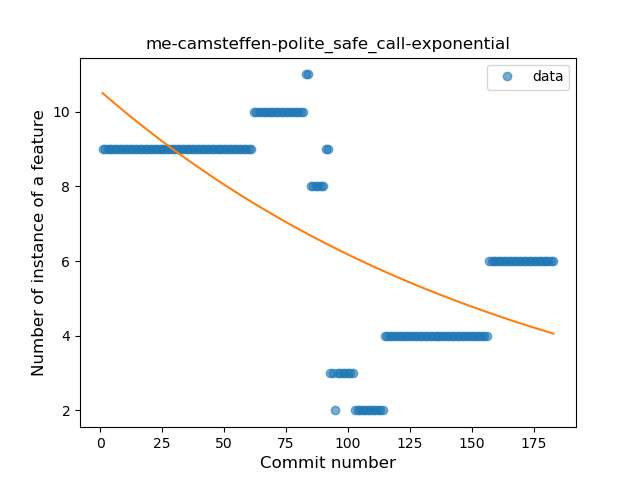 me-camsteffen-polite_safe_call-exponential
data
Number of instance of a feature
10
8
6
4
2
0 25 50 75 100 125 150 175
Commit number